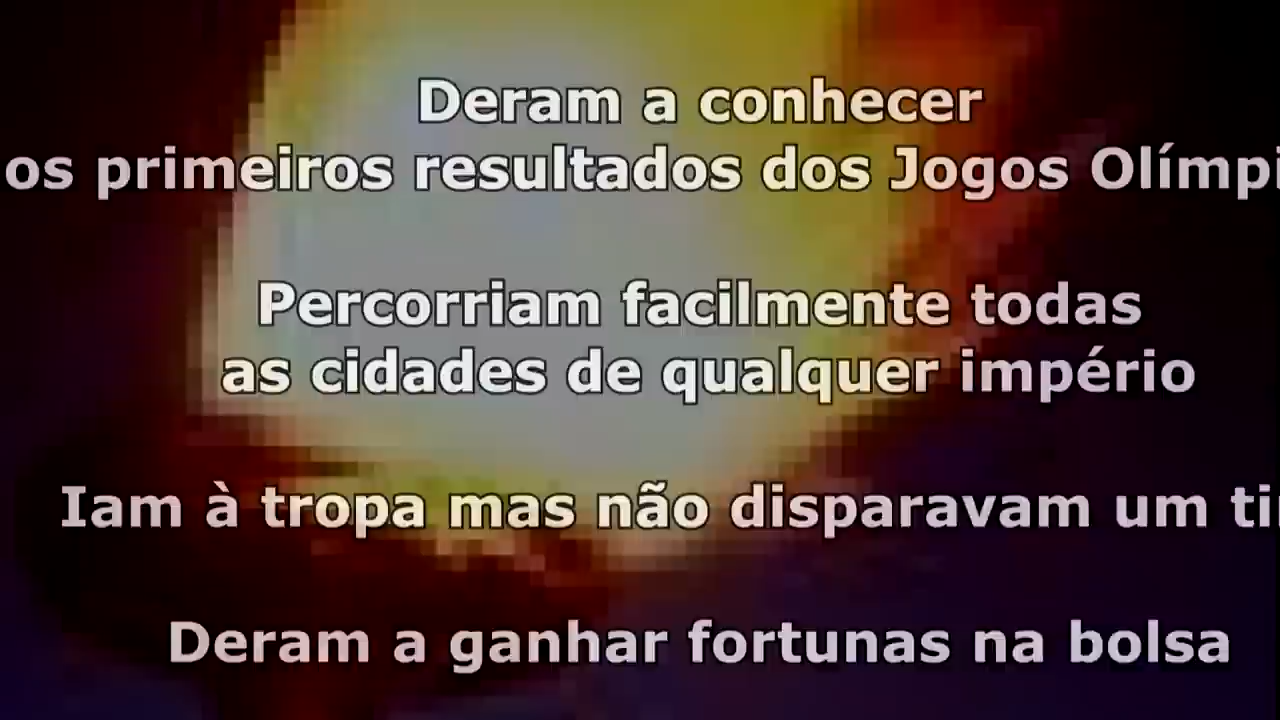 Deram a conhecer
os primeiros resultados dos Jogos
Percorriam facilmente todas
as cidades de qualquer império
Iam à tropa mas não disparavam um
Deram a ganhar fortunas na bolsa